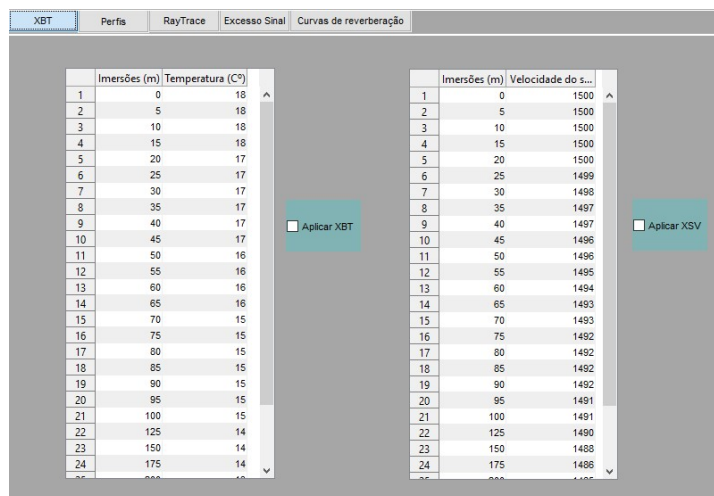 XBT Perfis RayTrace Excesso Sinal Curvas de reverberação
Imersões (m) Temperatura (Cº)
1 0 18
2 5 18
3 10 18
4 15 18
5 20 17
6 25 17
7 30 17
8 35 17
9 40 17
10 45 17
11 50 16
12 55 16
13 60 16
14 65 16
15 70 15
16 75 15
17 80 15
18 85 15
19 90 15
20 95 15
21 100 15
22 125 14
23 150 14
24 175 14
Aplicar XBT
Imersões (m) Velocidade do s...
1 0 1500
2 5 1500
3 10 1500
4 15 1500
5 20 1500
6 25 1499
7 30 1498
8 35 1497
9 40 1497
10 45 1496
11 50 1496
12 55 1495
13 60 1494
14 65 1493
15 70 1493
16 75 1492
17 80 1492
18 85 1492
19 90 1492
20 95 1491
21 100 1491
22 125 1490
23 150 1488
24 175 1486
Aplicar XSV